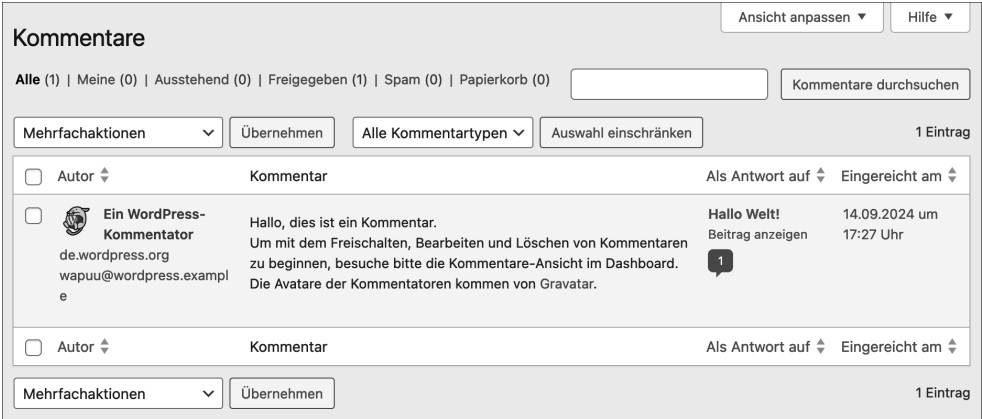 Ansicht anpassen ▼ Hilfe ▼
Kommentare
Alle (1) | Meine (0) | Ausstehend (0) | Freigegeben (1) | Spam (0) | Papierkorb (0)
Kommentare durchsuchen
Mehrfachaktionen Übernehmen Alle Kommentartypen Auswahl einschränken 1 Eintrag
Autor Kommentar Als Antwort auf Eingereicht am
Ein WordPress-
Kommentator
de.wordpress.org
wapuu@wordpress.exampl
e
Hallo, dies ist ein Kommentar.
Um mit dem Freischalten, Bearbeiten und Löschen von Kommentaren
zu beginnen, besuche bitte die Kommentare-Ansicht im Dashboard.
Die Avatare der Kommentatoren kommen von Gravatar.
Hallo Welt!
Beitrag anzeigen
1
14.09.2024 um
17:27 Uhr
Autor Kommentar Als Antwort auf Eingereicht am
Mehrfachaktionen Übernehmen 1 Eintrag